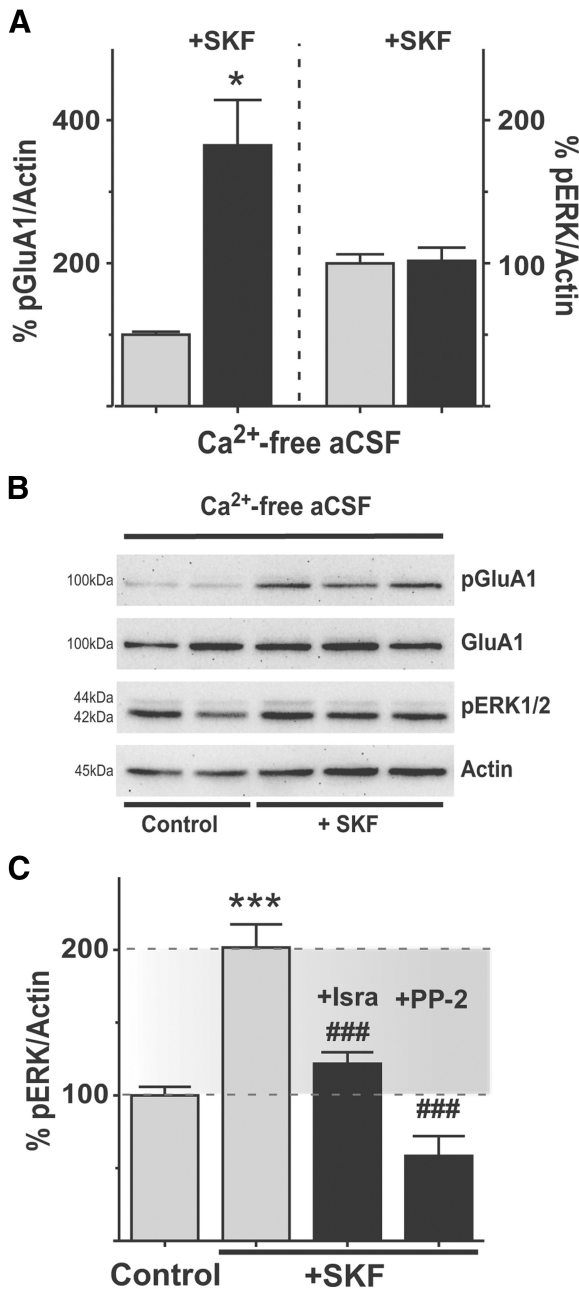 A
+SKF +SKF
*
400
200
% pGluA1/Actin
200
100
% pERK/Actin
Ca2+-free aCSF
B
Ca2+-free aCSF
100kDa pGluA1
100kDa GluA1
44kDa
42kDa pERK1/2
45kDa Actin
Control + SKF
C
***
200
+Isra +PP-2
###
100
###
% pERK/Actin
Control +SKF